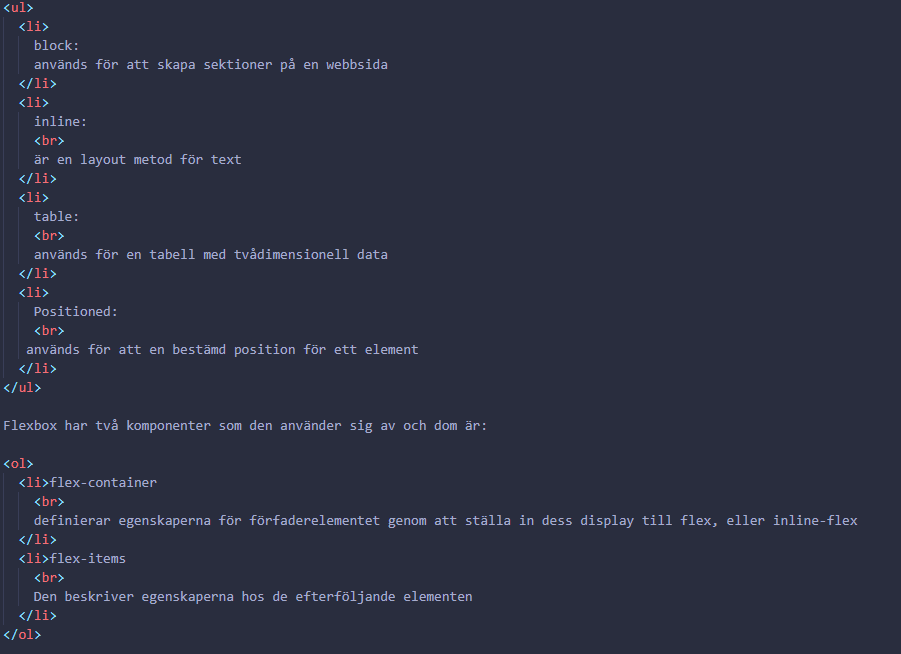 <ul>
<li>
block:
används för att skapa sektioner på en webbsida
</li>
<li>
inline:
<br>
är en layout metod för text
</li>
<li>
table:
<br>
används för en tabell med tvådimensionell data
</li>
<li>
Positioned:
<br>
används för att en bestämd position för ett element
</li>
</ul>
Flexbox har två komponenter som den använder sig av och dom är:
<ol>
<li>flex-container
<br>
definierar egenskaperna för förfaderelementet genom att ställa in dess display till flex, eller inline-flex
</li>
<li>flex-items
<br>
Den beskriver egenskaperna hos de efterföljande elementen
</li>
</ol>